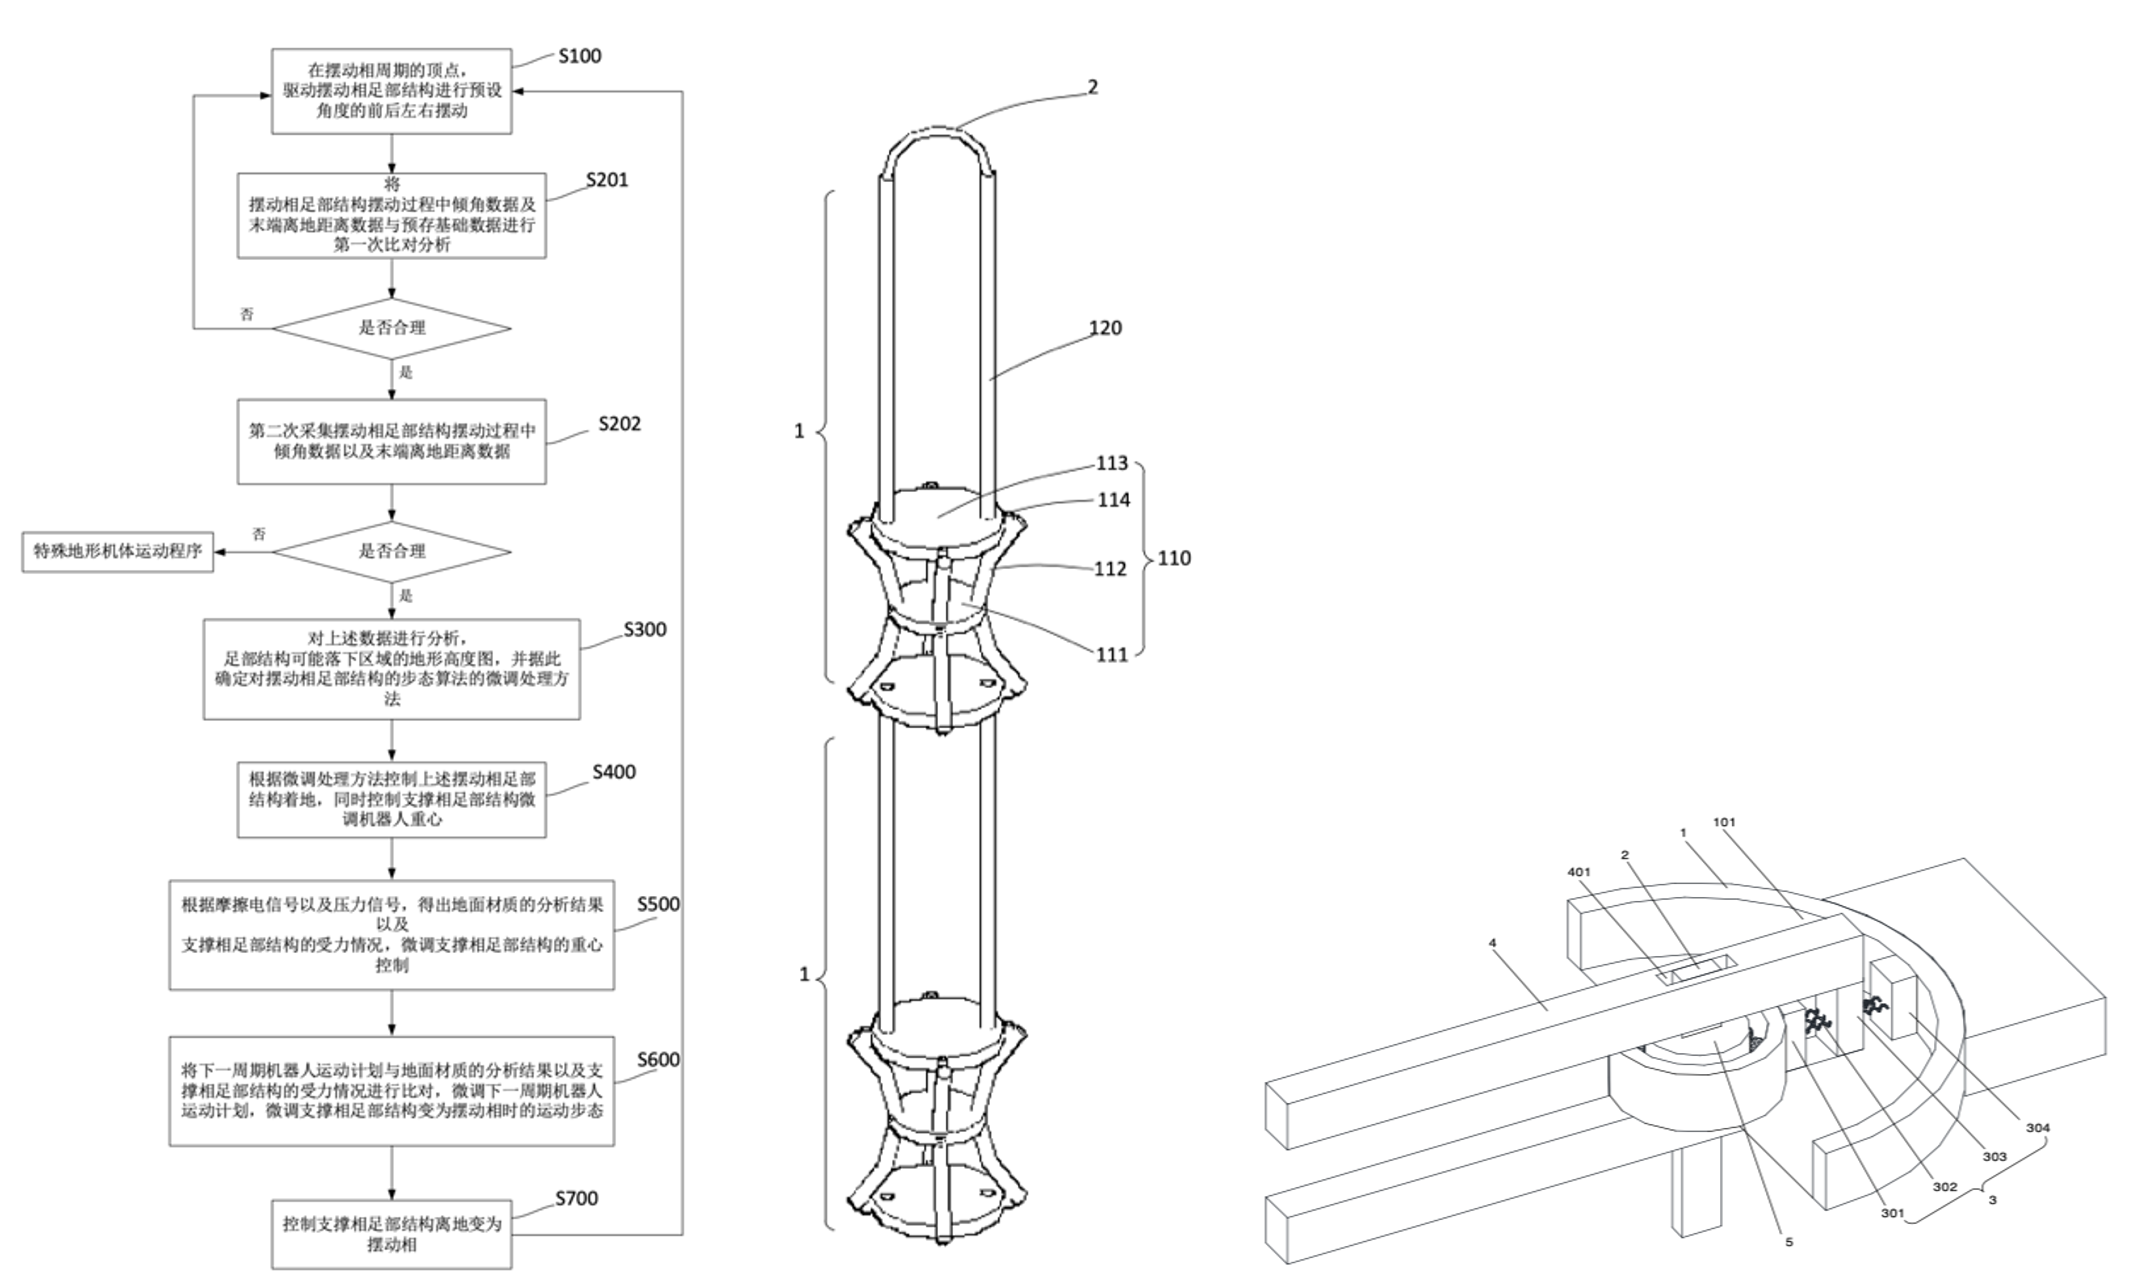 S100
在摆动相周期的顶点，
驱动摆动相足部结构进行预设
角度的前后左右摆动
S201
将
摆动相足部结构摆动过程中倾角数据及
末端离地距离数据与预存基础数据进行
第一次比对分析
否
是否合理
是
S202
第二次采集摆动相足部结构摆动过程中
倾角数据以及末端离地距离数据
否
特殊地形机体运动程序
是否合理
是
S300
对上述数据进行分析，
足部结构可能落下区域的地形高度图，并据此
确定对摆动相足部结构的步态算法的微调处理方
法
S400
根据微调处理方法控制上述摆动相足部
结构着地，同时控制支撑相足部结构微
调机器人重心
S500
根据摩擦电信号以及压力信号，得出地面材质的分析结果
以及
支撑相足部结构的受力情况，微调支撑相足部结构的重心
控制
S600
将下一周期机器人运动计划与地面材质的分析结果以及支
撑相足部结构的受力情况进行比对，微调下一周期机器人
运动计划，微调支撑相足部结构变为摆动相时的运动步态
S700
控制支撑相足部结构离地变为
摆动相
2
120
1
113
114
110
112
111
1
101
1
2
401
4
304
303
302
3
301
5